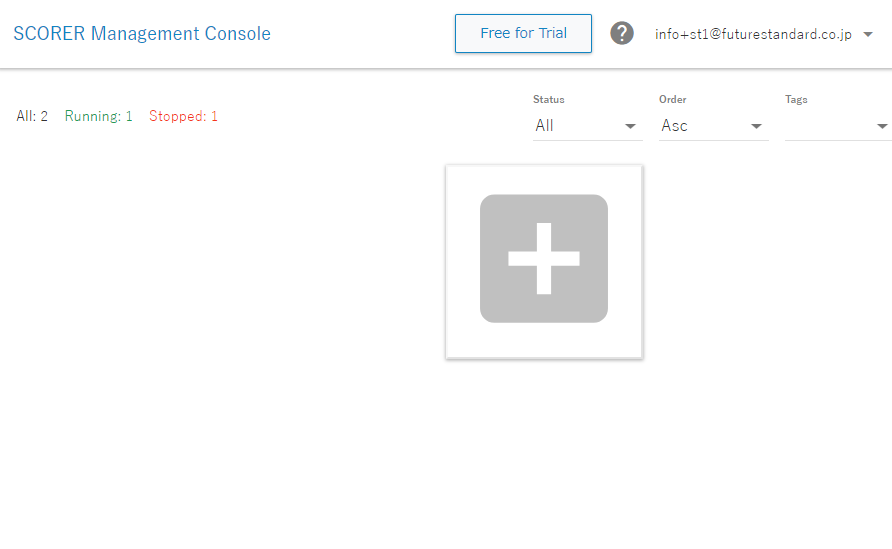 SCORER Management Console
Free for Trial
?
info+st1@futurestandard.co.jp
All: 2 Running: 1 Stopped: 1
Status
All
Order
Asc
Tags